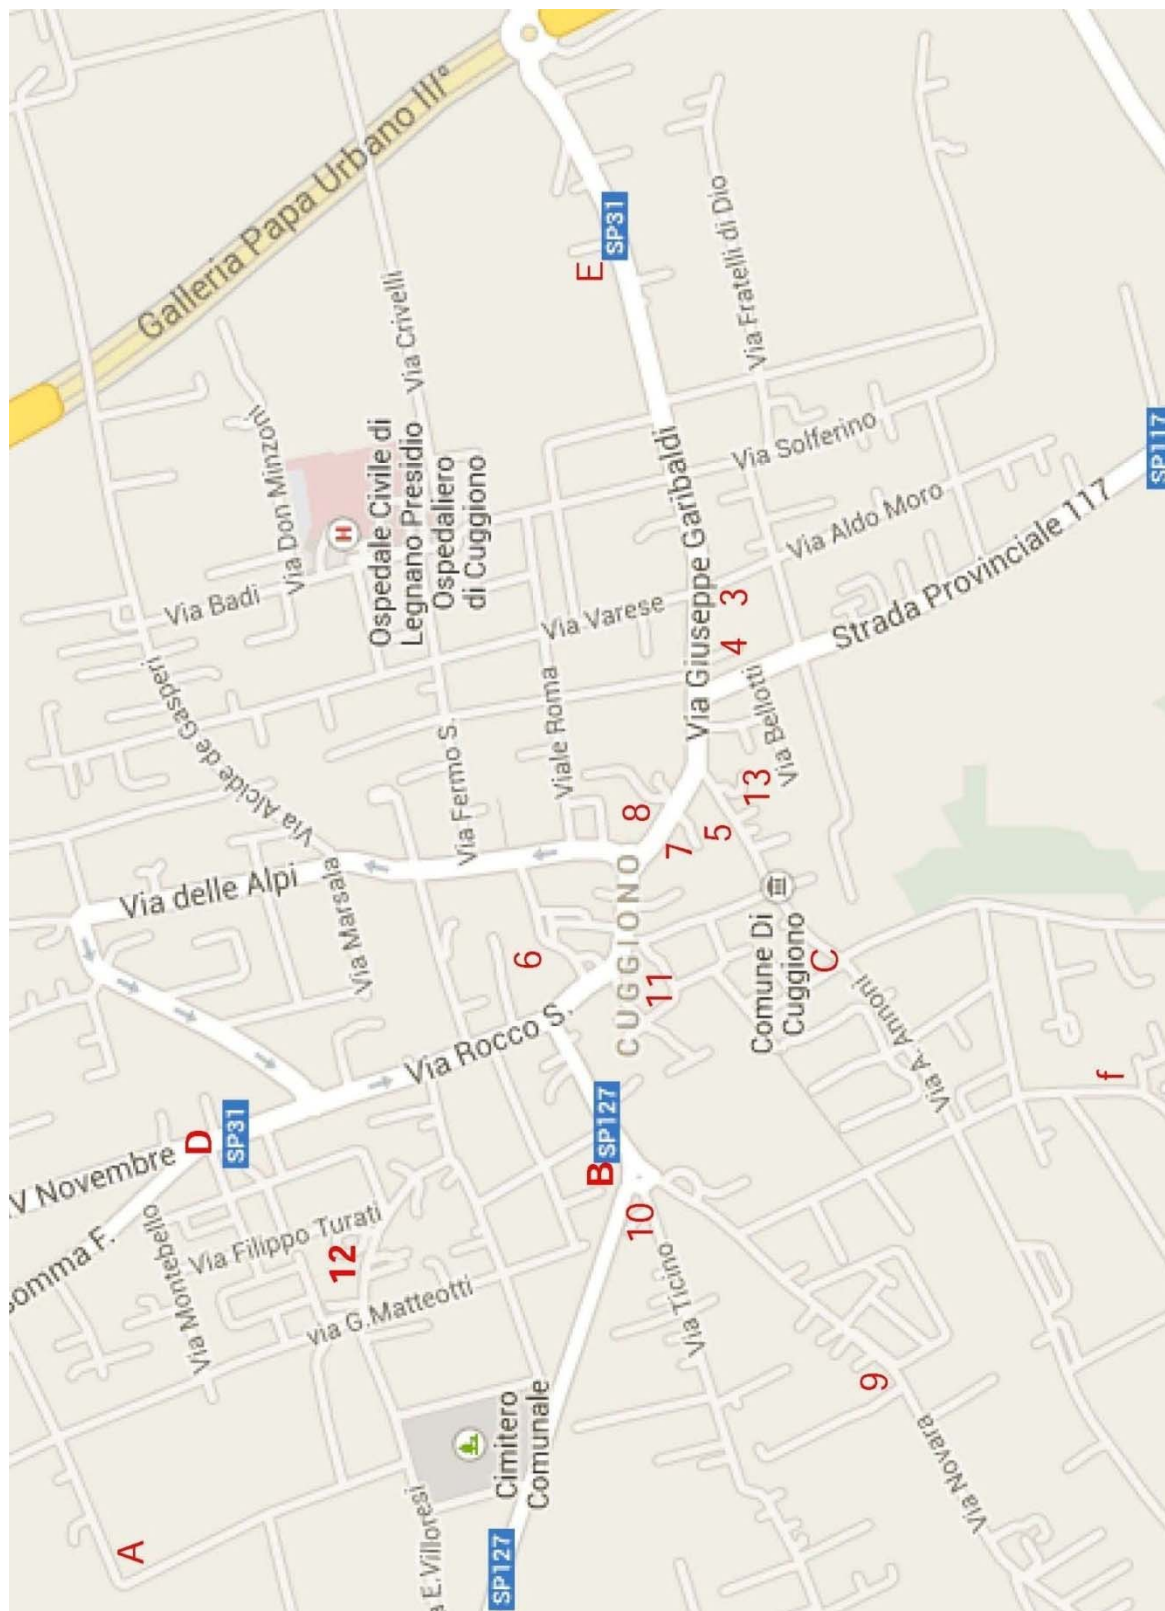 Galleria Papa Urbano III°
SP31
E
Via Crivelli
Via Fratelli di Dio
Via Don Minzoni
H
Ospedale Civile di
Legnano Presidio
Ospedaliero
di Cuggiono
Via Solferino
SP117
Via Badi
Via Varese
Via Giuseppe Garibaldi
Via Aldo Moro
Strada Provinciale 117
3
4
Via Alcide de Gasperi
Viale Roma
Via Fermo S.
Via Bellotti
13
8
7
5
Via delle Alpi
Via Marsala
CUGGIONO
6
11
Comune Di
Cuggiono
C
Via Rocco S.
Via A. Annoni
f
V Novembre
D
SP31
SP127
B
omma F.
Via Montebello
Via Filippo Turati
12
via G.Matteotti
10
Via Ticino
9
Via Novara
Cimitero
Comunale
A
a E.Villoresi
SP127